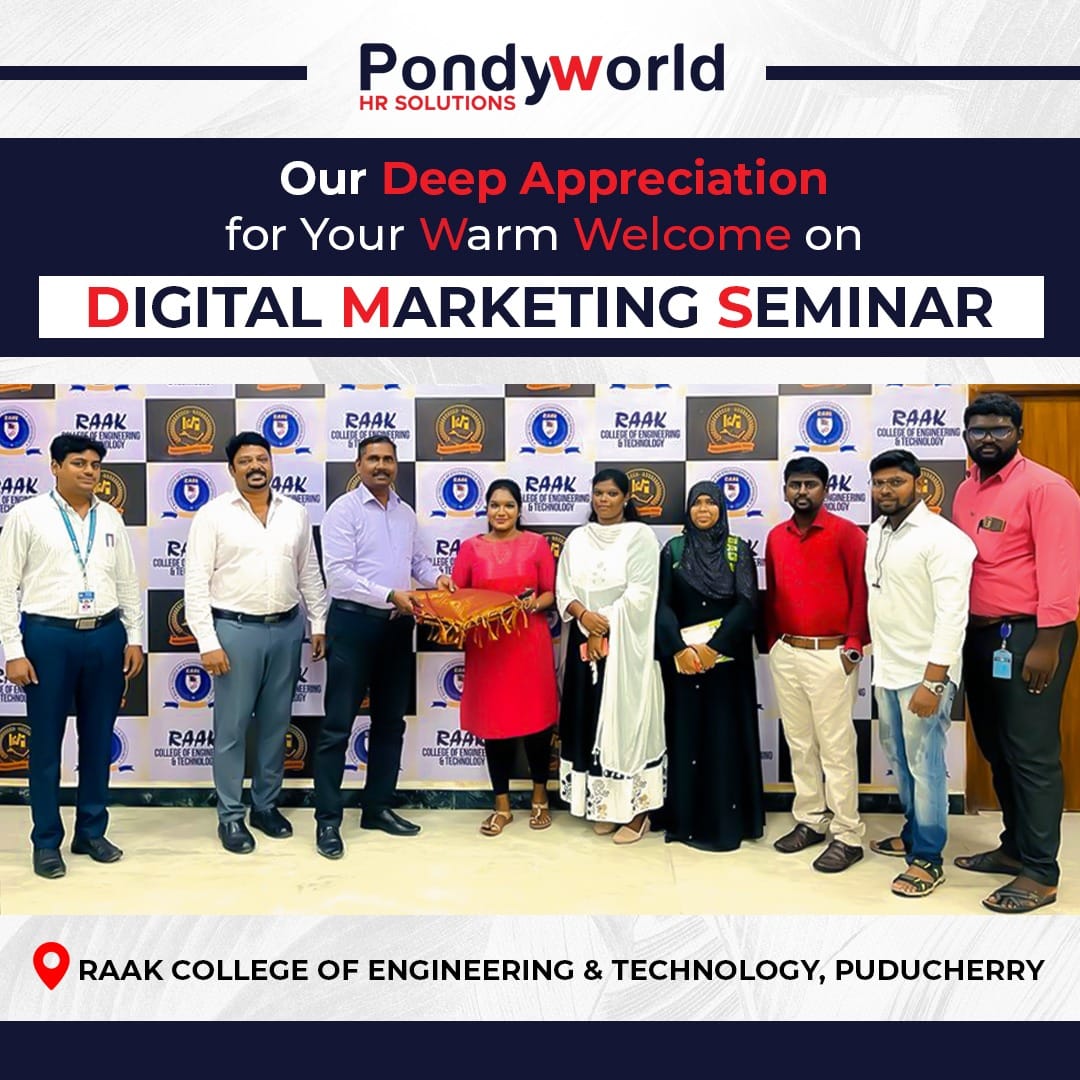 Pondyworld
HR SOLUTIONS
Our Deep Appreciation
for Your Warm Welcome on
DIGITAL MARKETING SEMINAR
RAAK
COLLEGE OF ENGINEERING
& TECHNOLOGY
RAAK COLLEGE OF ENGINEERING & TECHNOLOGY, PUDUCHERRY